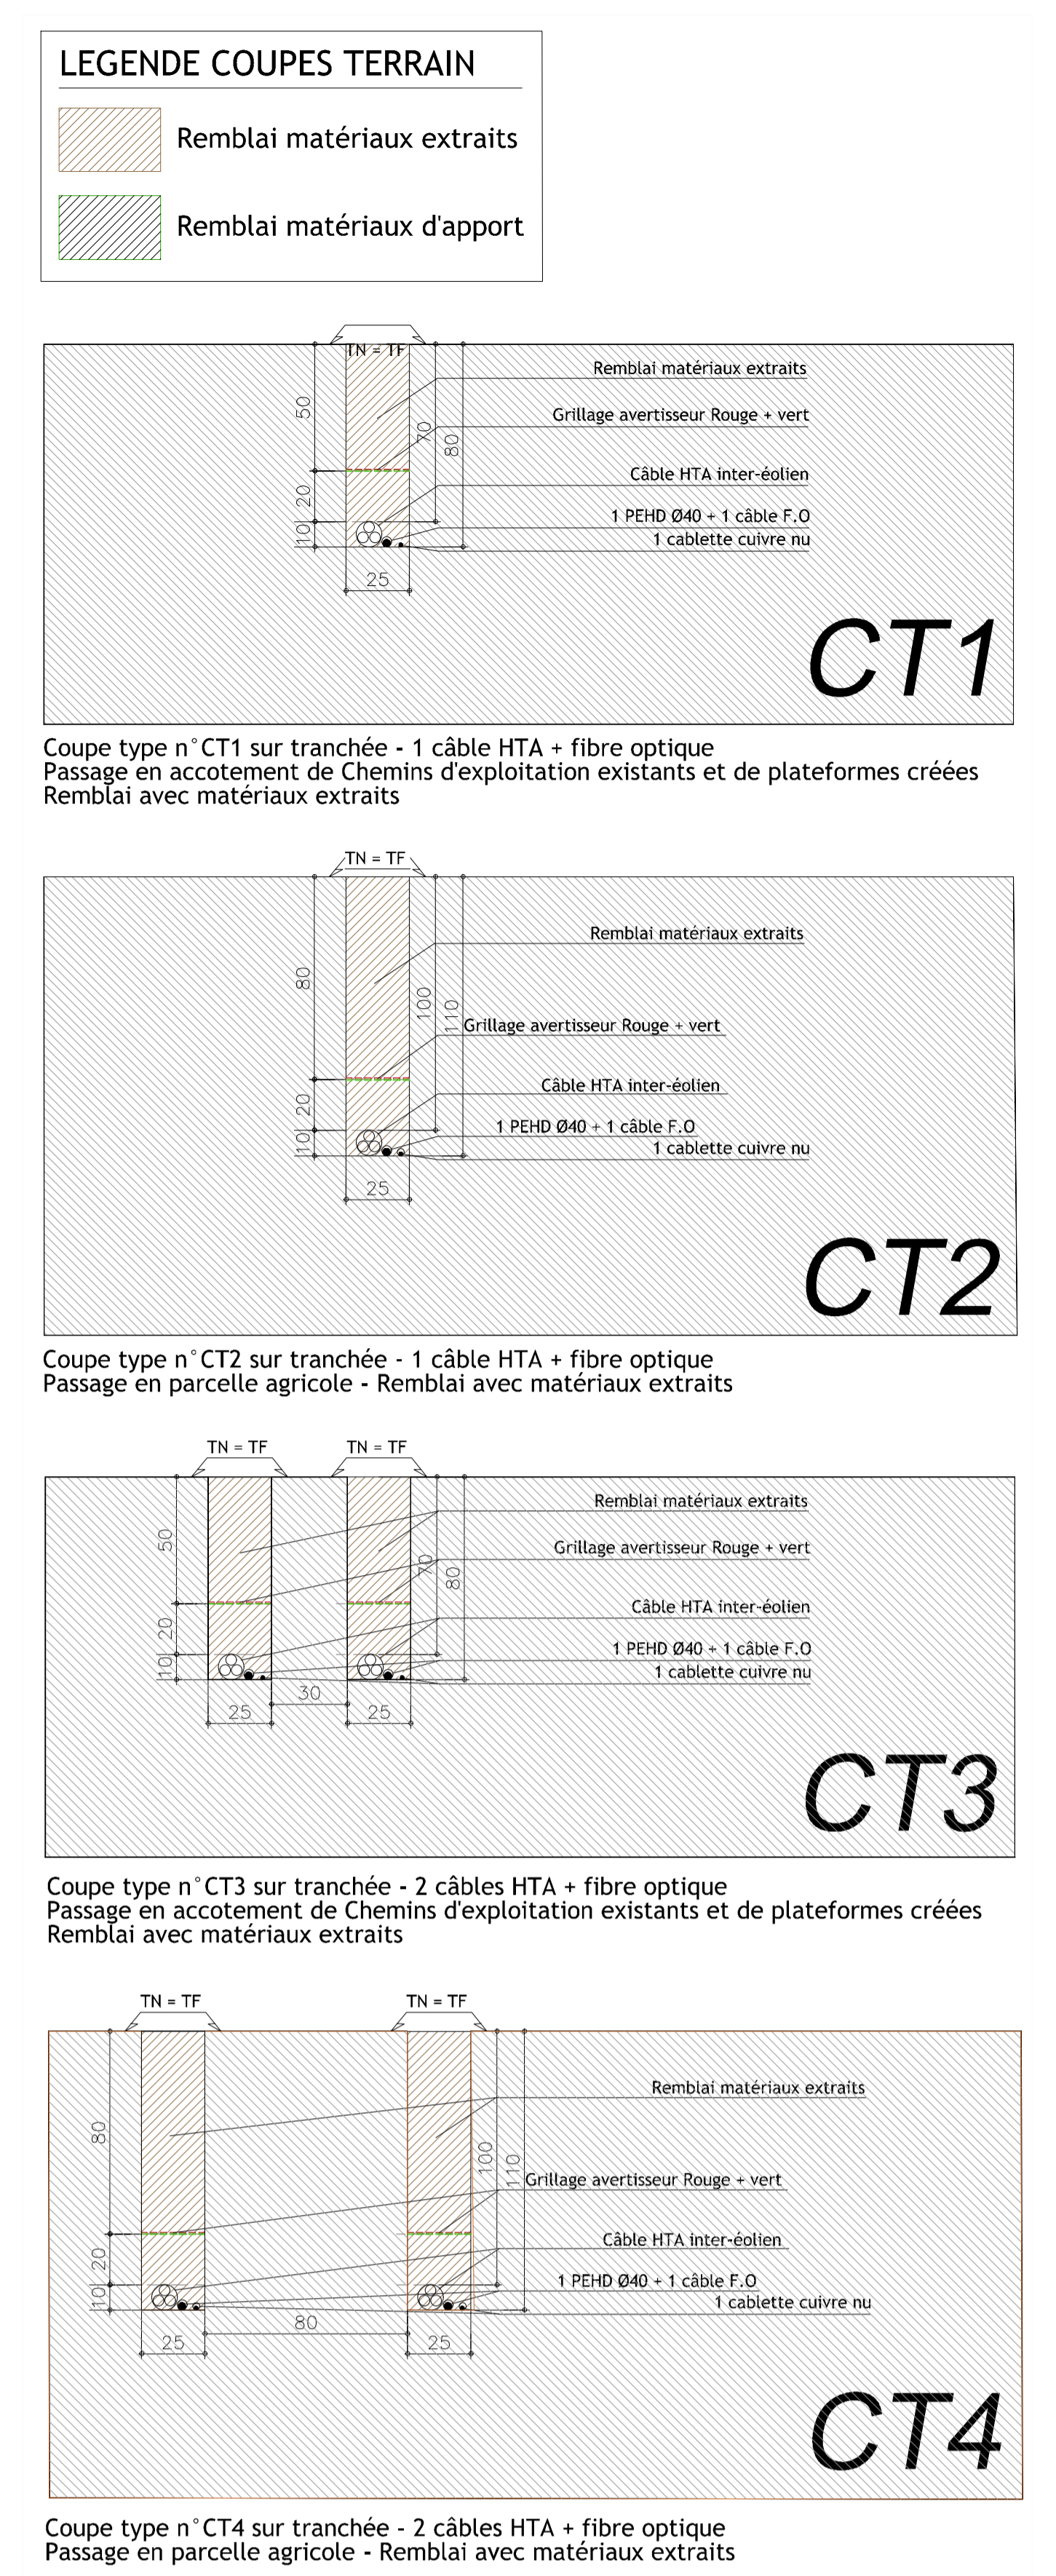 LEGENDE COUPES TERRAIN
Remblai matériaux extraits
Remblai matériaux d'apport
TN = TF
Remblai matériaux extraits
50
Grillage avertisseur Rouge + vert
70
80
Câble HTA inter-éolien
20
1 PEHD Ø40 + 1 câble F.O
10
1 cablette cuivre nu
25
CT1
Coupe type n°CT1 sur tranchée - 1 câble HTA + fibre optique
Passage en accotement de Chemins d'exploitation existants et de plateformes créées
Remblai avec matériaux extraits
TN = TF
Remblai matériaux extraits
80
100
110
Grillage avertisseur Rouge + vert
Câble HTA inter-éolien
20
1 PEHD Ø40 + 1 câble F.O
10
1 cablette cuivre nu
25
CT2
Coupe type n°CT2 sur tranchée - 1 câble HTA + fibre optique
Passage en parcelle agricole - Remblai avec matériaux extraits
TN = TF
TN = TF
Remblai matériaux extraits
50
Grillage avertisseur Rouge + vert
70
80
Câble HTA inter-éolien
20
1 PEHD Ø40 + 1 câble F.O
10
1 cablette cuivre nu
30
25
25
CT3
Coupe type n°CT3 sur tranchée - 2 câbles HTA + fibre optique
Passage en accotement de Chemins d'exploitation existants et de plateformes créées
Remblai avec matériaux extraits
TN = TF
TN = TF
Remblai matériaux extraits
80
100
110
Grillage avertisseur Rouge + vert
Câble HTA inter-éolien
20
1 PEHD Ø40 + 1 câble F.O
10
1 cablette cuivre nu
80
25
25
CT4
Coupe type n°CT4 sur tranchée - 2 câbles HTA + fibre optique
Passage en parcelle agricole - Remblai avec matériaux extraits